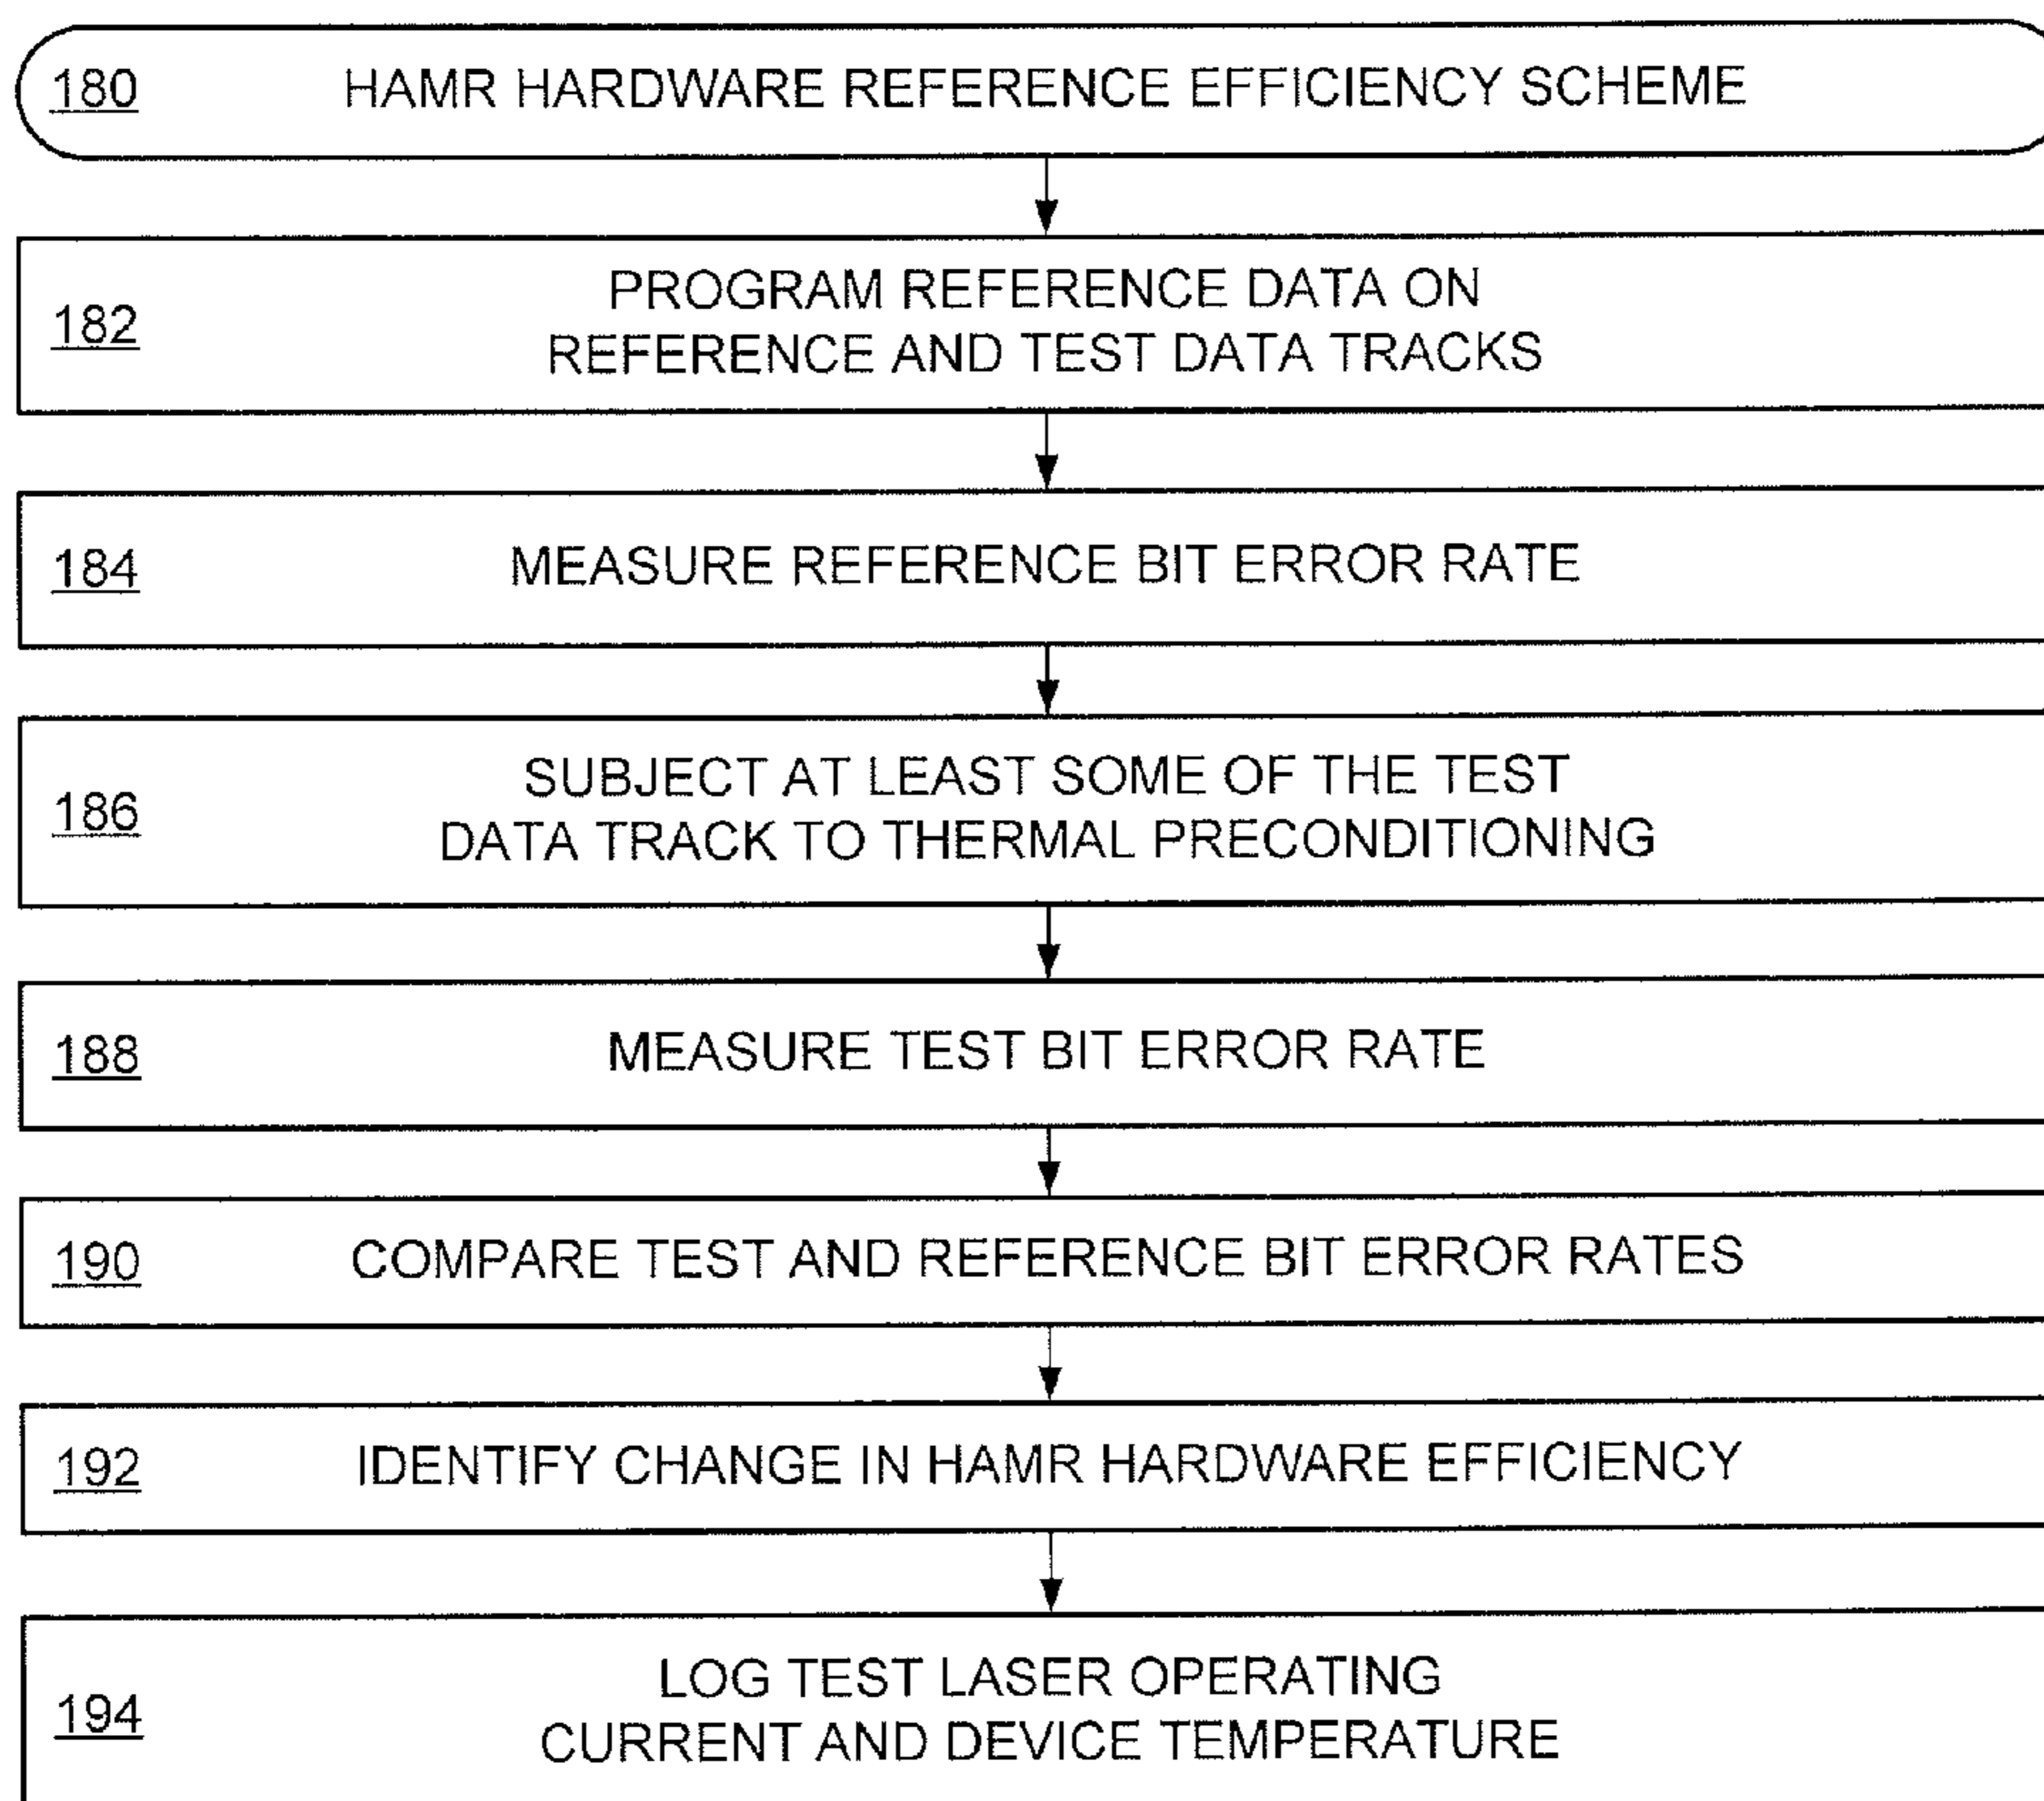 180 HAMR HARDWARE REFERENCE EFFICIENCY SCHEME
182 PROGRAM REFERENCE DATA ON
REFERENCE AND TEST DATA TRACKS
184 MEASURE REFERENCE BIT ERROR RATE
186 SUBJECT AT LEAST SOME OF THE TEST
DATA TRACK TO THERMAL PRECONDITIONING
188 MEASURE TEST BIT ERROR RATE
190 COMPARE TEST AND REFERENCE BIT ERROR RATES
192 IDENTIFY CHANGE IN HAMR HARDWARE EFFICIENCY
194 LOG TEST LASER OPERATING
CURRENT AND DEVICE TEMPERATURE